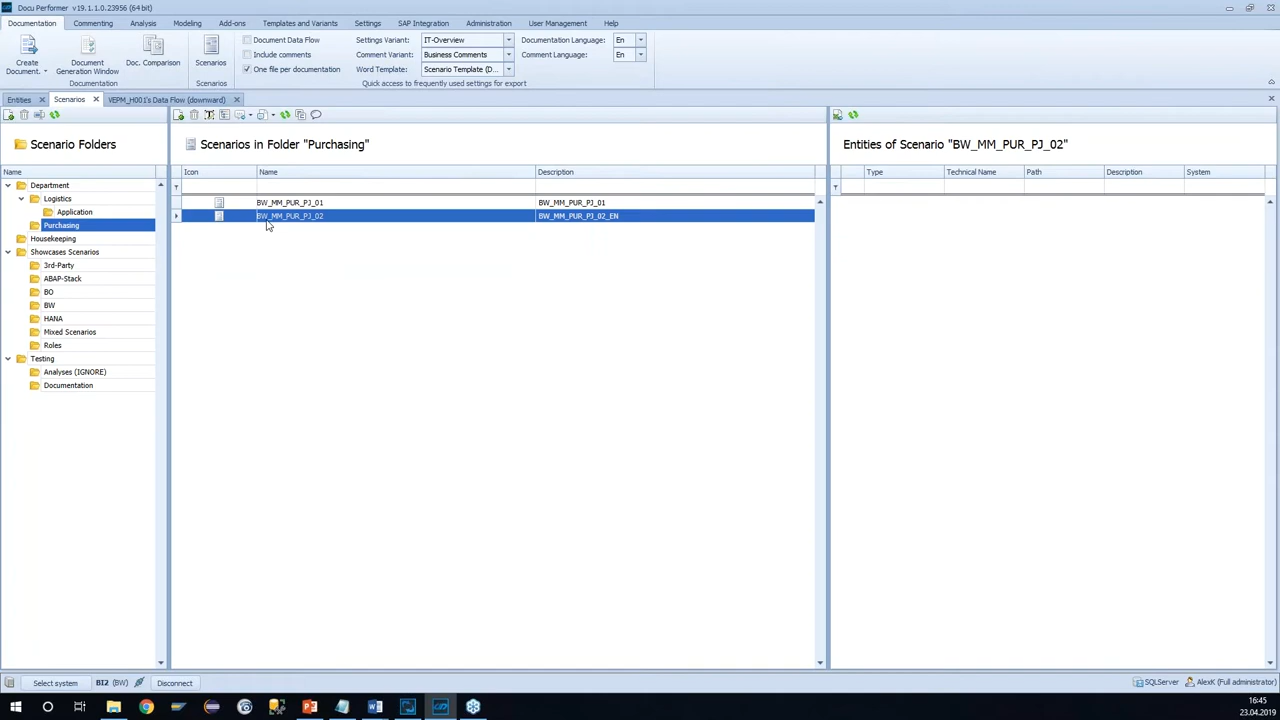 Docu Performer v19.1.1.0.23956 (64 bit)
Documentation Commenting Analysis Modeling Add-ons Templates and Variants Settings SAP Integration Administration User Management Help
Create Document.
Document Generation Window
Doc. Comparison
Scenarios
Document Data Flow
Include comments
One file per documentation
Settings Variant: IT-Overview
Comment Variant: Business Comments
Word Template: Scenario Template (D...
Documentation Language: En
Comment Language: En
Documentation Scenarios Quick access to frequently used settings for export
Entities Scenarios VEPM_H001's Data Flow (downward)
Scenario Folders
Name
Department
Logistics
Application
Purchasing
Housekeeping
Showcases Scenarios
3rd-Party
ABAP-Stack
BO
BW
HANA
Mixed Scenarios
Roles
Testing
Analyses (IGNORE)
Documentation
Scenarios in Folder "Purchasing"
Icon Name Description
BW_MM_PUR_PJ_01 BW_MM_PUR_PJ_01
BW_MM_PUR_PJ_02 BW_MM_PUR_PJ_02_EN
Entities of Scenario "BW_MM_PUR_PJ_02"
Type Technical Name Path Description System
Select system BI2 (BW) Disconnect SQLServer AlexK (Full administrator)
16:45
23.04.2019